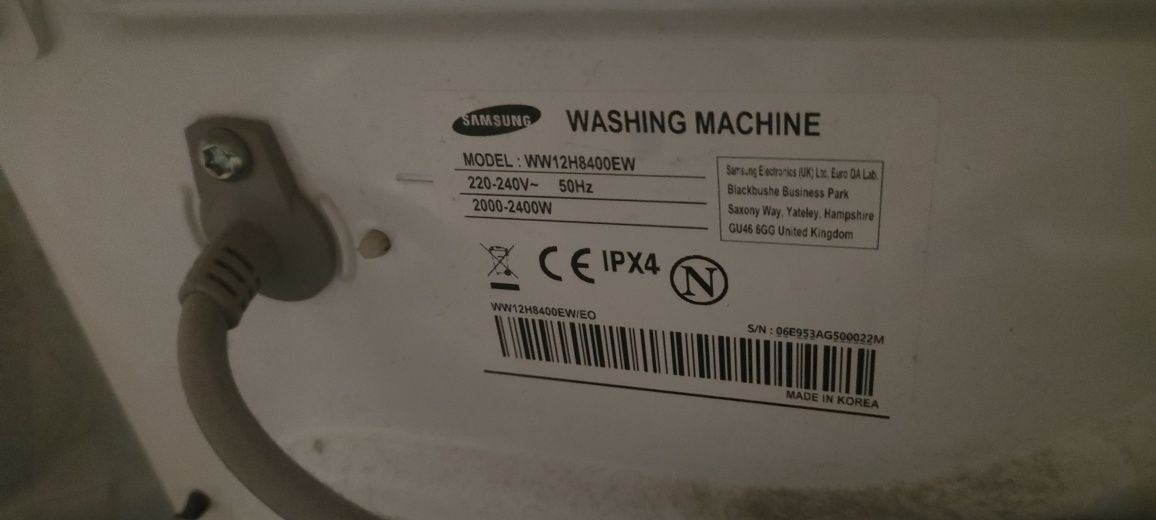 SAMSUNG WASHING MACHINE
MODEL : WW12H8400EW
220-240V~ 50Hz
2000-2400W
Samsung Electronics (UK) Ltd, Euro QA Lab.
Blackbushe Business Park
Saxony Way, Yateley, Hampshire
GU46 6GG United Kingdom
CE IPX4 N
WW12H8400EW/EO
S/N : 06E953AG500022M
MADE IN KOREA